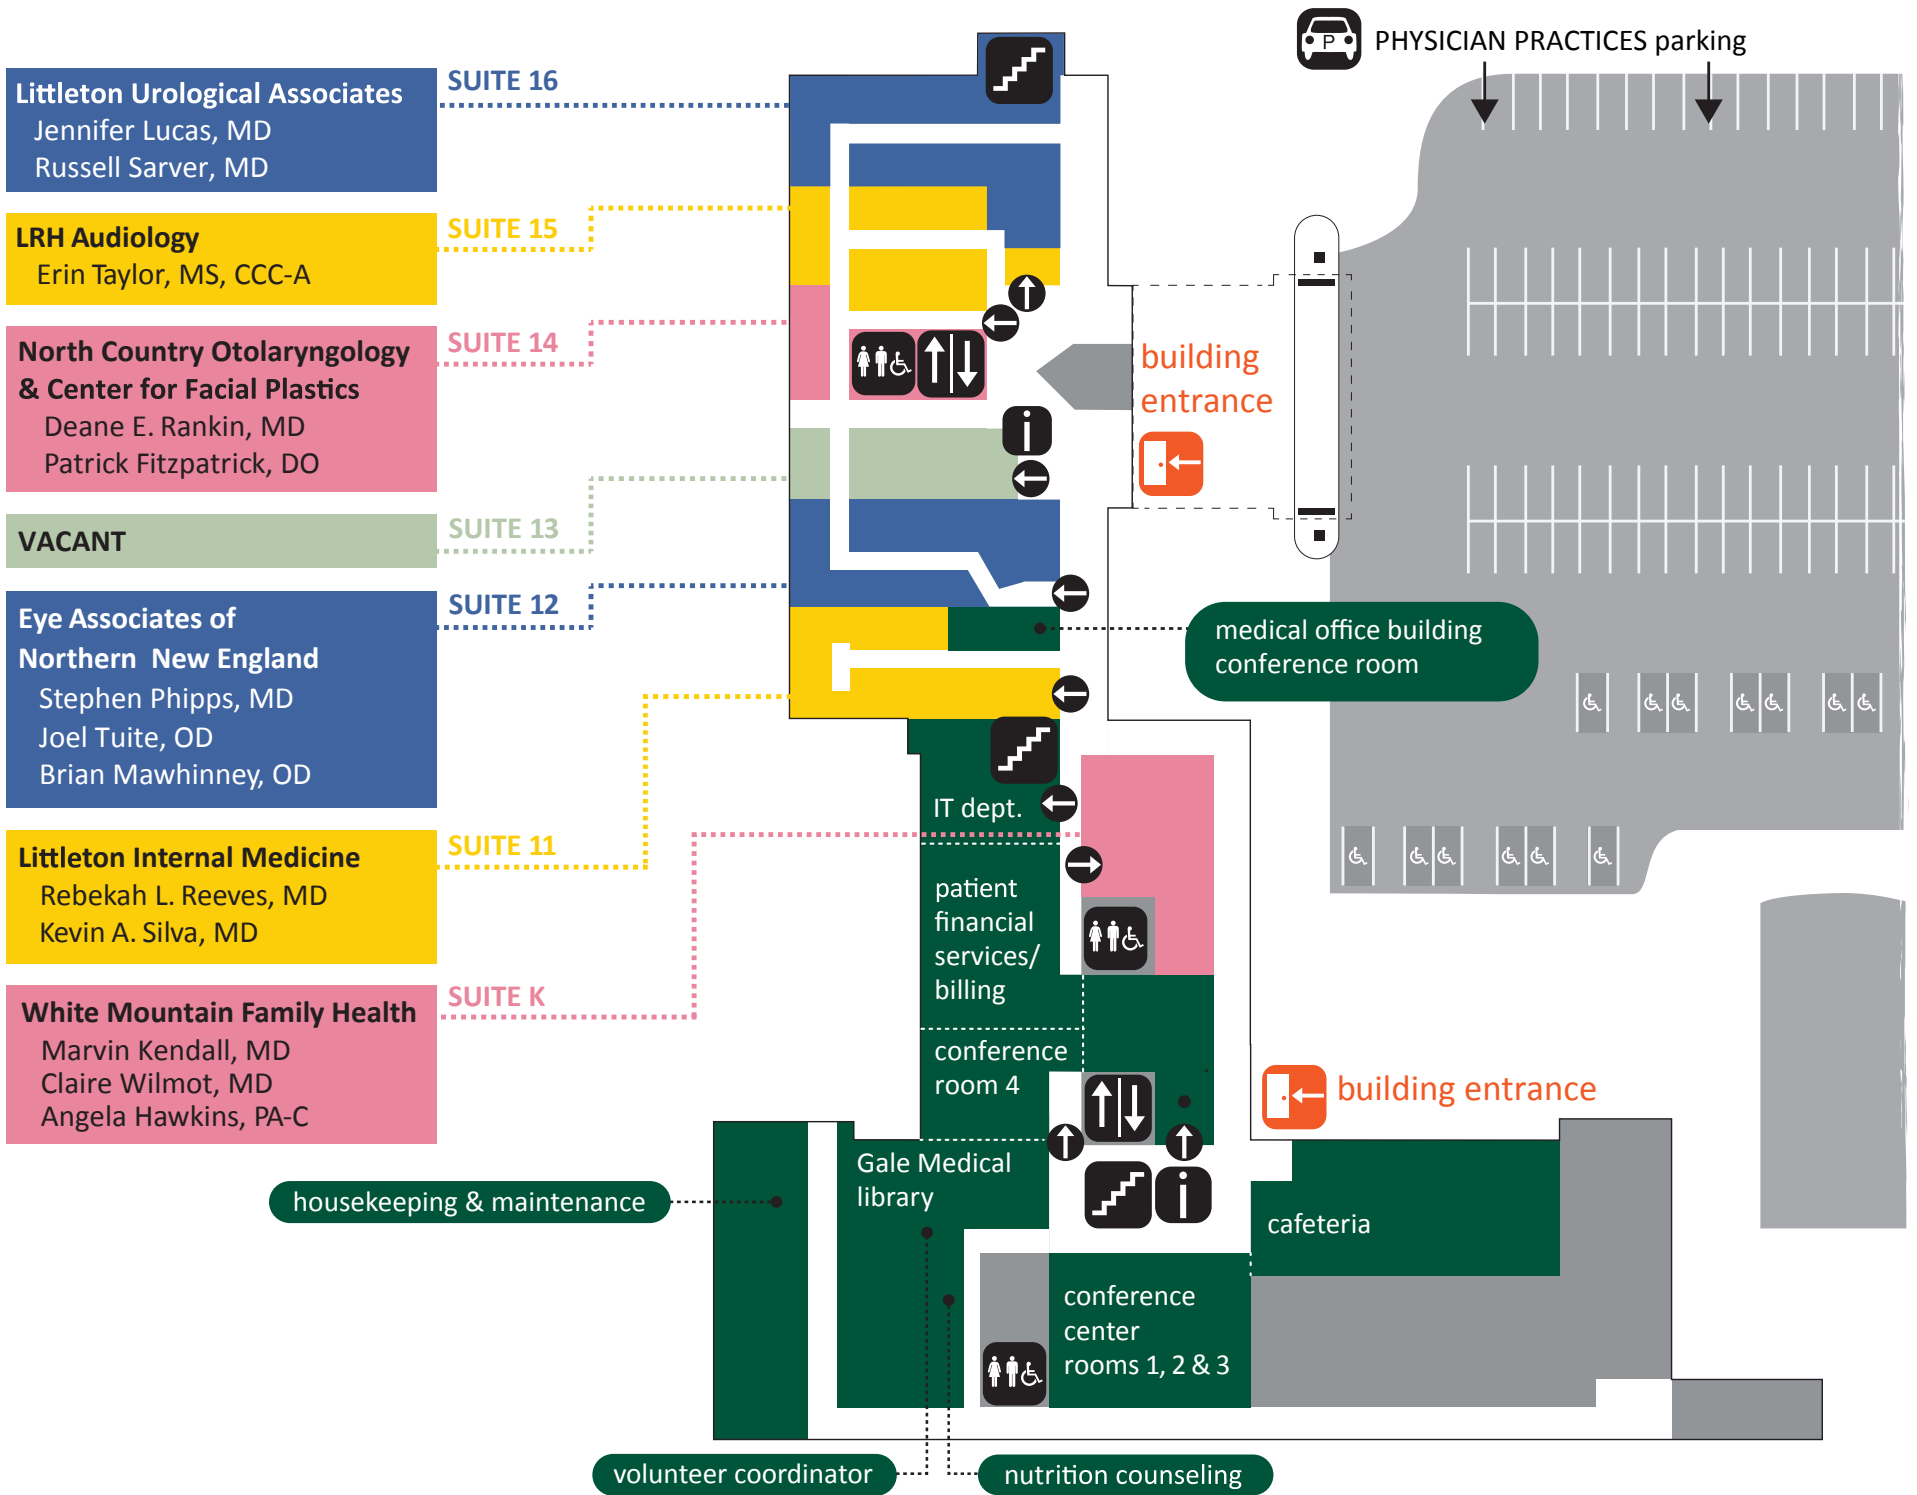 P PHYSICIAN PRACTICES parking
Littleton Urological Associates
Jennifer Lucas, MD
Russell Sarver, MD
SUITE 16
LRH Audiology
Erin Taylor, MS, CCC-A
SUITE 15
North Country Otolaryngology
& Center for Facial Plastics
Deane E. Rankin, MD
Patrick Fitzpatrick, DO
SUITE 14
VACANT
SUITE 13
Eye Associates of
Northern New England
Stephen Phipps, MD
Joel Tuite, OD
Brian Mawhinney, OD
SUITE 12
Littleton Internal Medicine
Rebekah L. Reeves, MD
Kevin A. Silva, MD
SUITE 11
White Mountain Family Health
Marvin Kendall, MD
Claire Wilmot, MD
Angela Hawkins, PA-C
SUITE K
building
entrance
i
medical office building
conference room
IT dept.
patient
financial
services/
billing
conference
room 4
building entrance
Gale Medical
library
i
housekeeping & maintenance
cafeteria
conference
center
rooms 1, 2 & 3
volunteer coordinator
nutrition counseling